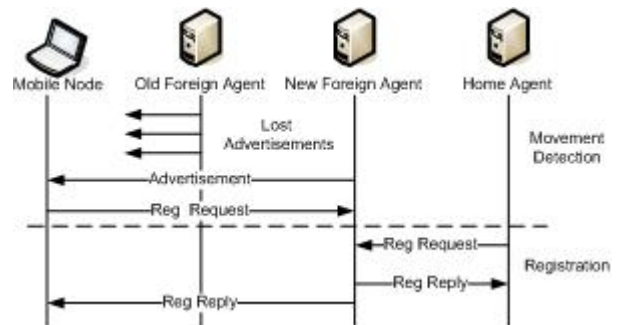 Mobile Node
Old Foreign Agent
New Foreign Agent
Home Agent
Lost
Advertisements
Movement
Detection
Advertisement
Reg Request
Reg Request
Registration
Reg Reply
Reg Reply